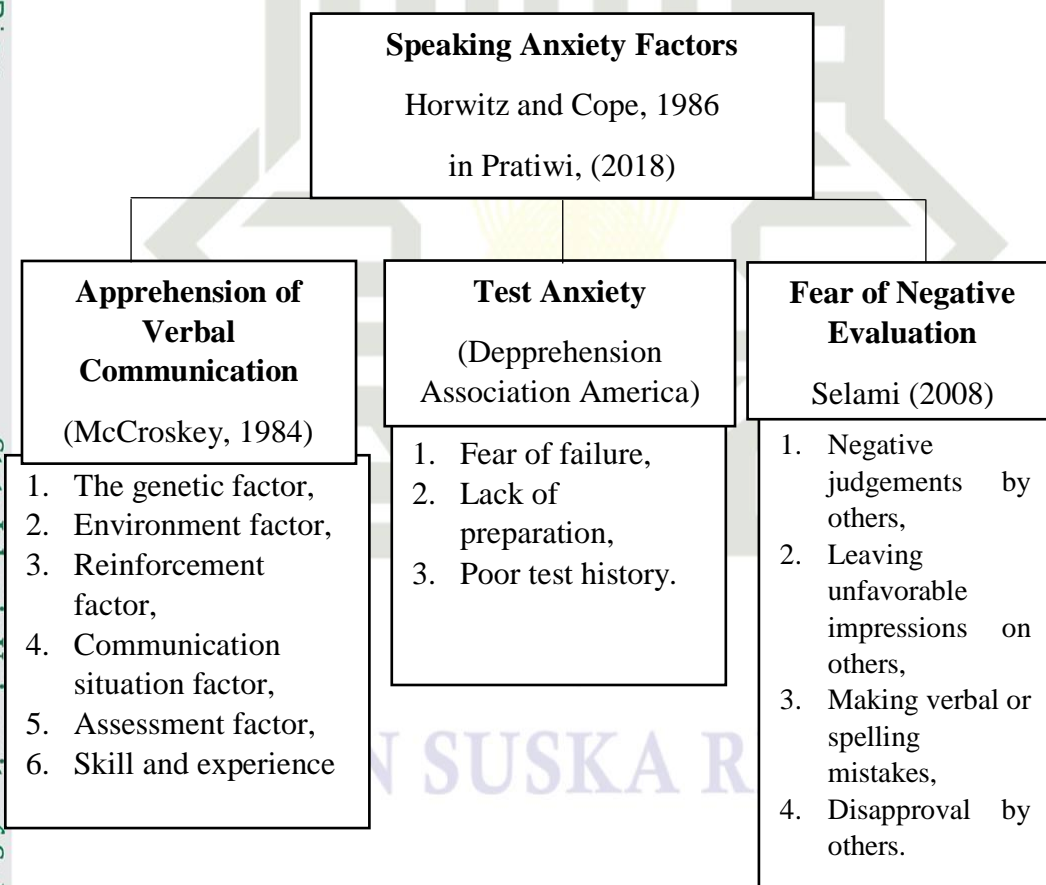 Speaking Anxiety Factors
Horwitz and Cope, 1986
in Pratiwi, (2018)
Apprehension of
Verbal
Communication
(McCroskey, 1984)
1. The genetic factor,
2. Environment factor,
3. Reinforcement
factor,
4. Communication
situation factor,
5. Assessment factor,
6. Skill and experience
Test Anxiety
(Depprehension
Association America)
1. Fear of failure,
2. Lack of
preparation,
3. Poor test history.
Fear of Negative
Evaluation
Selami (2008)
1. Negative
judgements by
others,
2. Leaving
unfavorable
impressions on
others,
3. Making verbal or
spelling
mistakes,
4. Disapproval by
others.
N SUSKA R